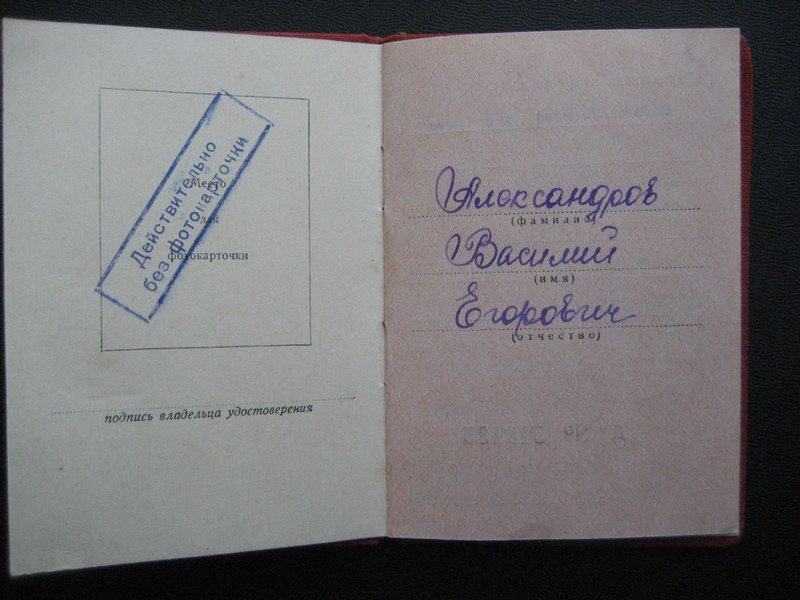 Действительно
без фотокарточки
Место
для
фотокарточки
подпись владельца удостоверения
Александров
(фамилия)
Василий
(имя)
Егорович
(отчество)